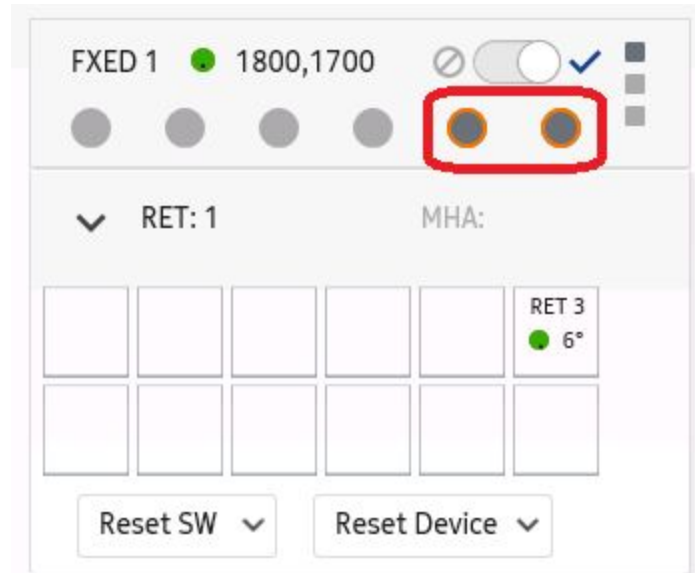 FXED 1 1800,1700
RET: 1 MHA:
RET 3
6°
Reset SW Reset Device